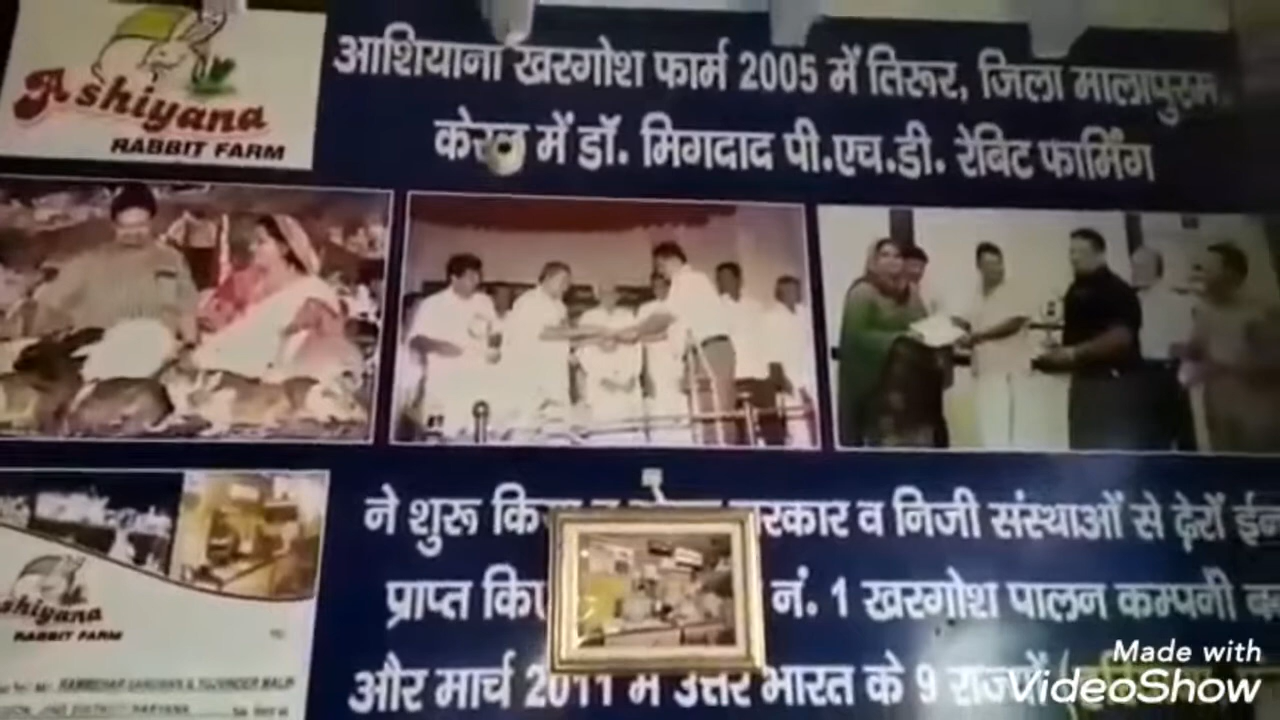 Ashiyana
RABBIT FARM
आशियाना खरगोश फार्म 2005 में तिरूर, जिला मालापुरम,
केरल में डॉ. मिगदाद पी.एच.डी. रेबिट फार्मिंग
ने शुरू सरकार व निजी संस्थाओं से ढ़ेरों
प्राप्त नं. 1 खरगोश पालन कम्पनी
और मार्च 2011 में उत्तर भारत के 9 राज्यों
shiyana
RABBIT FARM
Made with
VideoShow